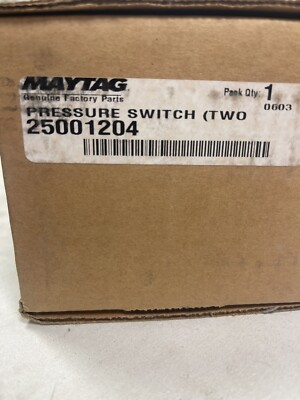 MAYTAG
Genuine Factory Parts
Pack Qty 1
0603
PRESSURE SWITCH (TWO
25001204